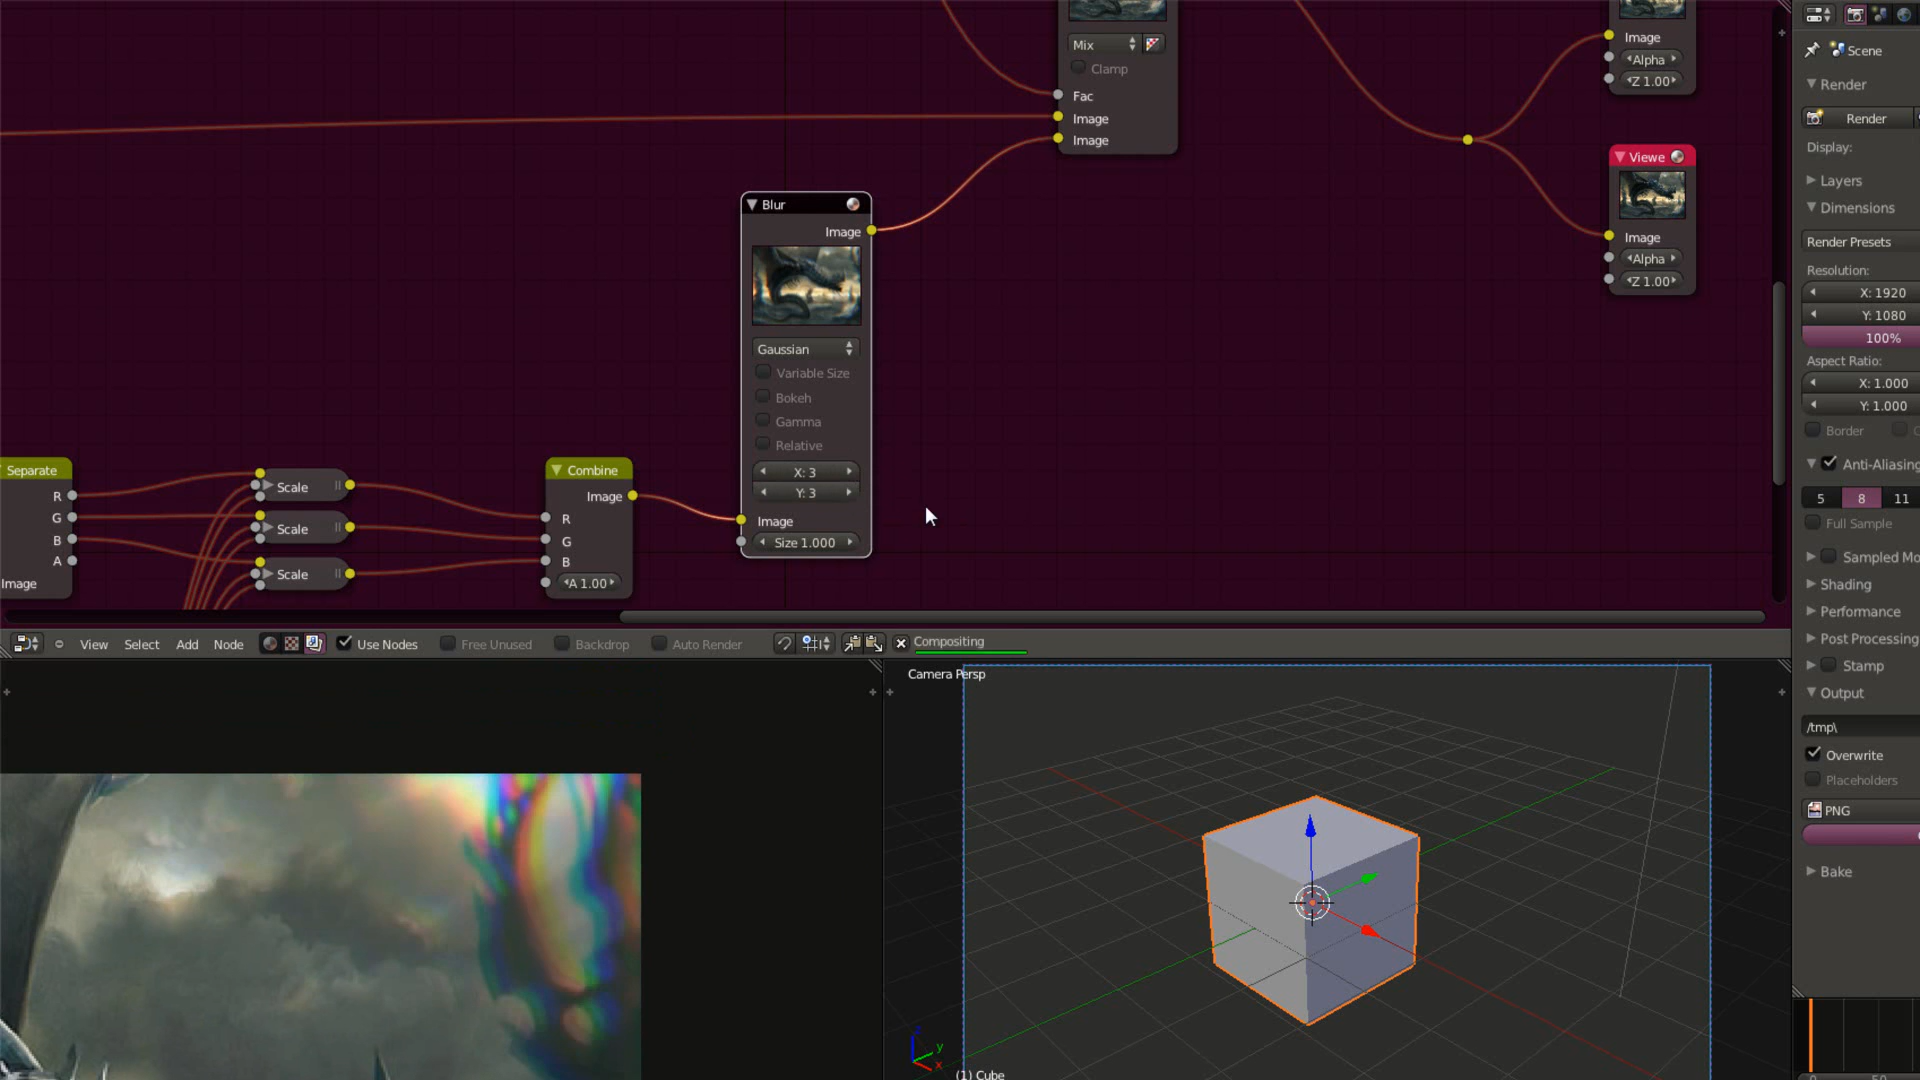 Mix
Clamp
Fac
Image
Image
Image
Alpha
Z 1.00
Viewe
Image
Alpha
Z 1.00
Blur
Image
Gaussian
Variable Size
Bokeh
Gamma
Relative
X: 3
Y: 3
Image
Size 1.000
Separate
R
G
B
A
Image
Scale
Scale
Scale
Combine
Image
R
G
B
A 1.00
View Select Add Node Use Nodes Free Unused Backdrop Auto Render Compositing
Camera Persp
z
y
x
(1) Cube
Scene
Render
Render
Display:
Layers
Dimensions
Render Presets
Resolution:
X: 1920
Y: 1080
100%
Aspect Ratio:
X: 1.000
Y: 1.000
Border
Anti-Aliasing
5 8 11
Full Sample
Sampled Mo
Shading
Performance
Post Processing
Stamp
Output
/tmp\
Overwrite
Placeholders
PNG
Bake